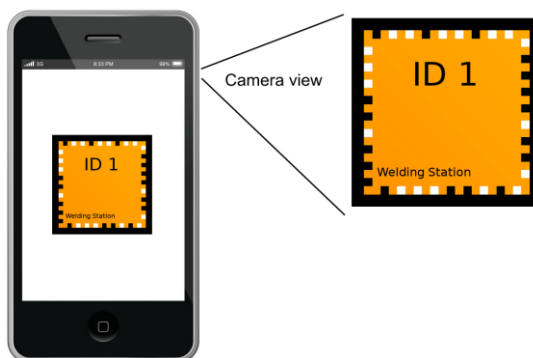 3G 8:33 PM 99%
Camera view
ID 1
Welding Station
ID 1
Welding Station